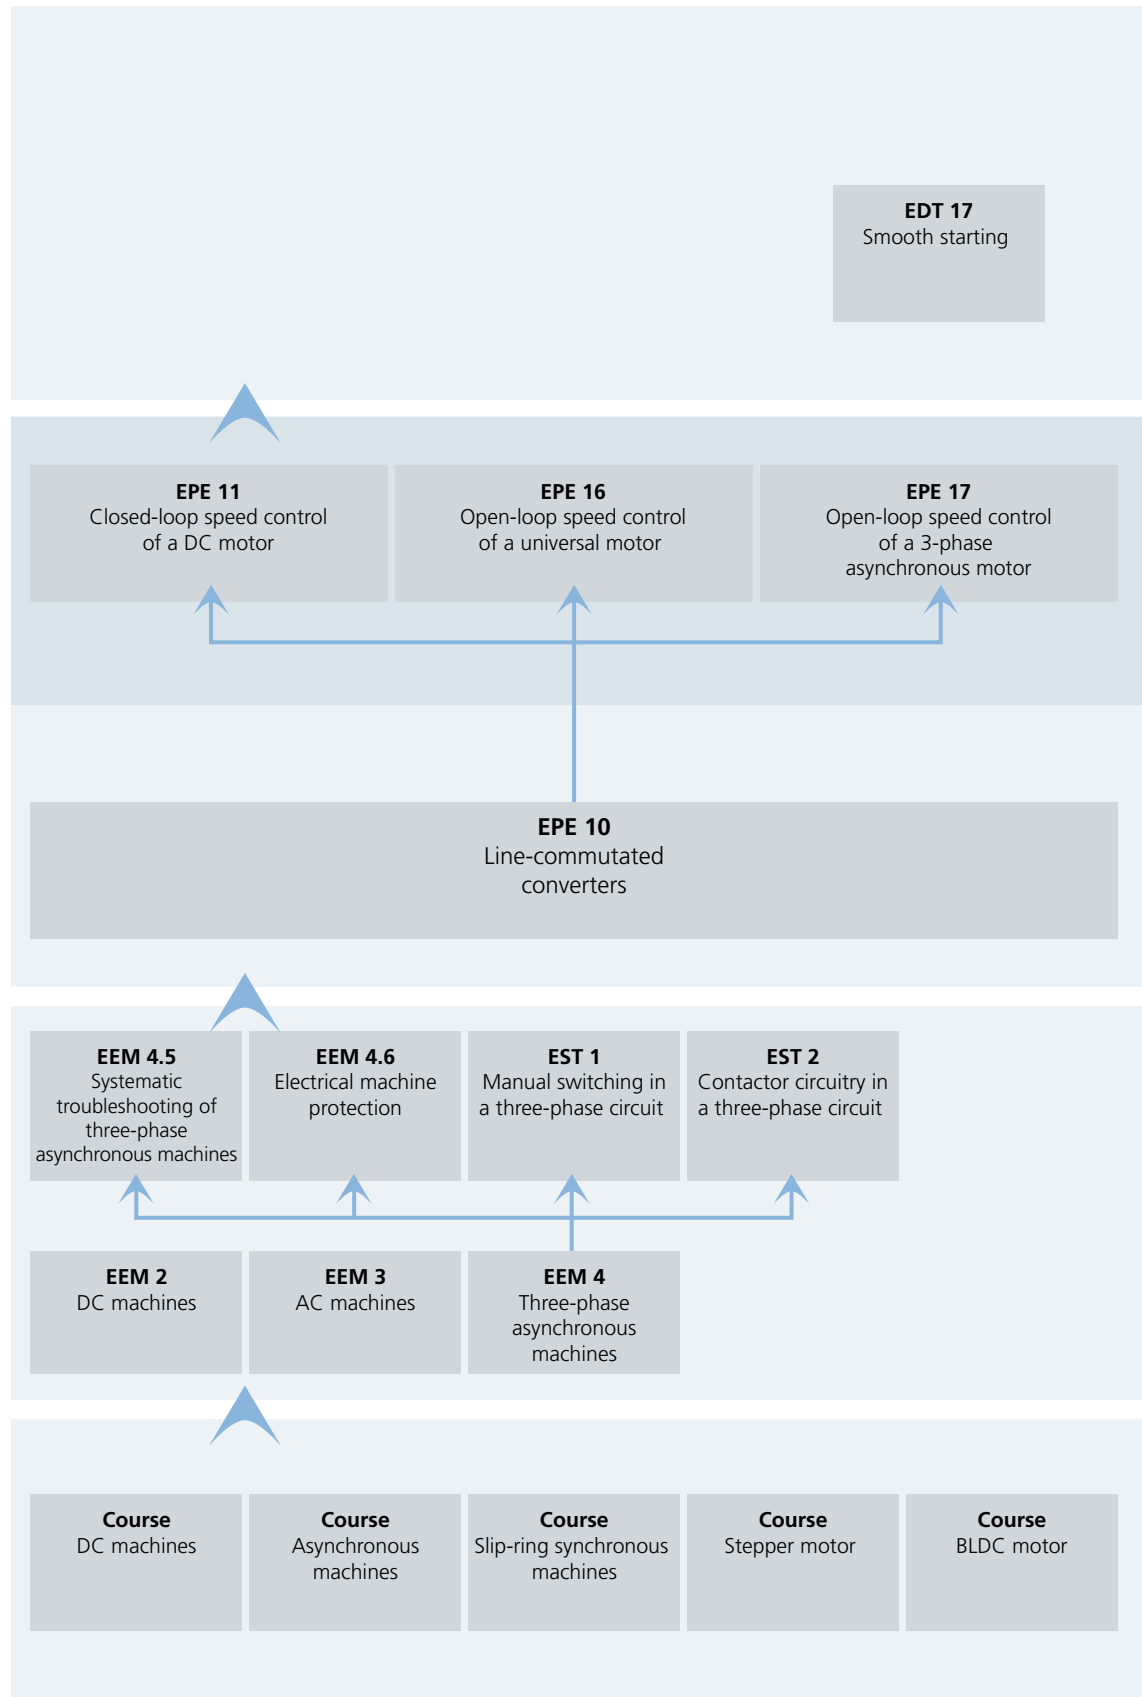 EDT 17
Smooth starting
EPE 11
Closed-loop speed control
of a DC motor
EPE 16
Open-loop speed control
of a universal motor
EPE 17
Open-loop speed control
of a 3-phase
asynchronous motor
EPE 10
Line-commutated
converters
EEM 4.5
Systematic
troubleshooting of
three-phase
asynchronous machines
EEM 4.6
Electrical machine
protection
EST 1
Manual switching in
a three-phase circuit
EST 2
Contactor circuitry in
a three-phase circuit
EEM 2
DC machines
EEM 3
AC machines
EEM 4
Three-phase
asynchronous
machines
Course
DC machines
Course
Asynchronous
machines
Course
Slip-ring synchronous
machines
Course
Stepper motor
Course
BLDC motor